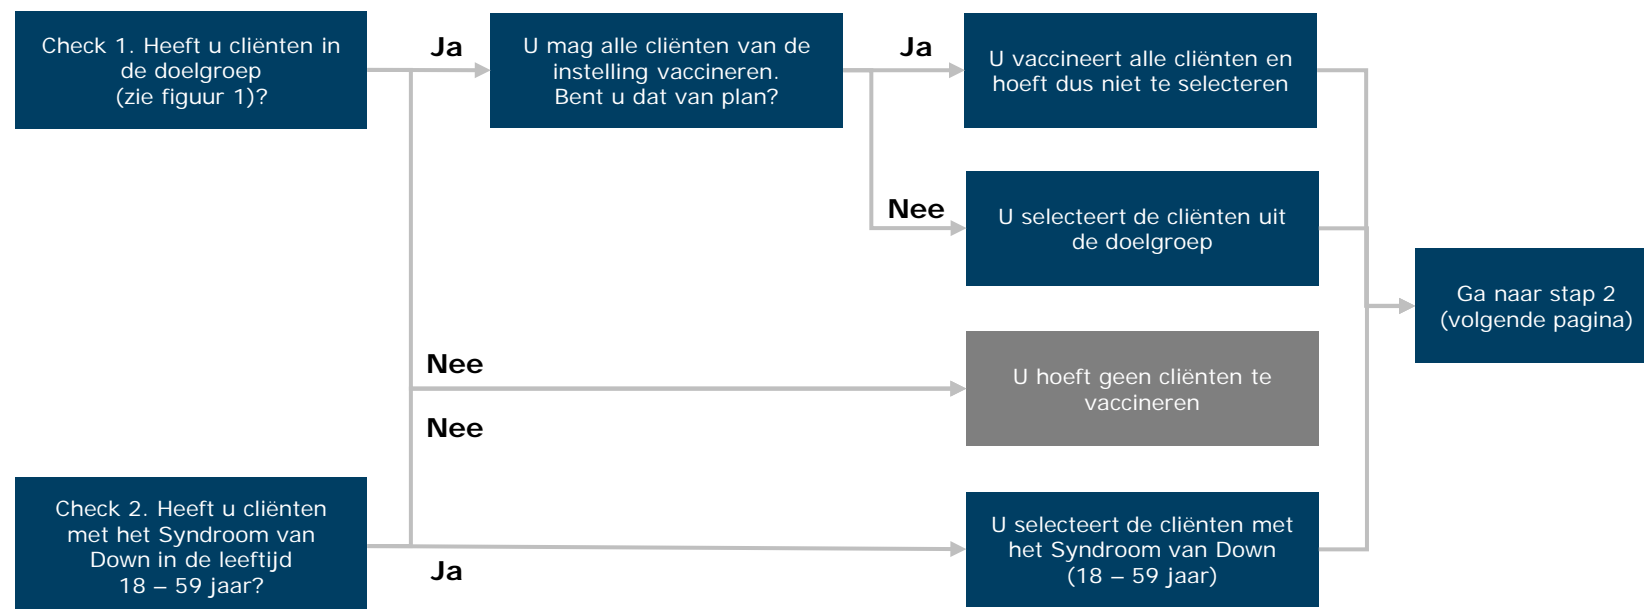 Check 1. Heeft u cliënten in
de doelgroep
(zie figuur 1)?
Ja
U mag alle cliënten van de
instelling vaccineren.
Bent u dat van plan?
Ja
U vaccineert alle cliënten en
hoeft dus niet te selecteren
Nee
U selecteert de cliënten uit
de doelgroep
Ga naar stap 2
(volgende pagina)
Nee
U hoeft geen cliënten te
vaccineren
Nee
Check 2. Heeft u cliënten
met het Syndroom van
Down in de leeftijd
18 – 59 jaar?
Ja
U selecteert de cliënten met
het Syndroom van Down
(18 – 59 jaar)